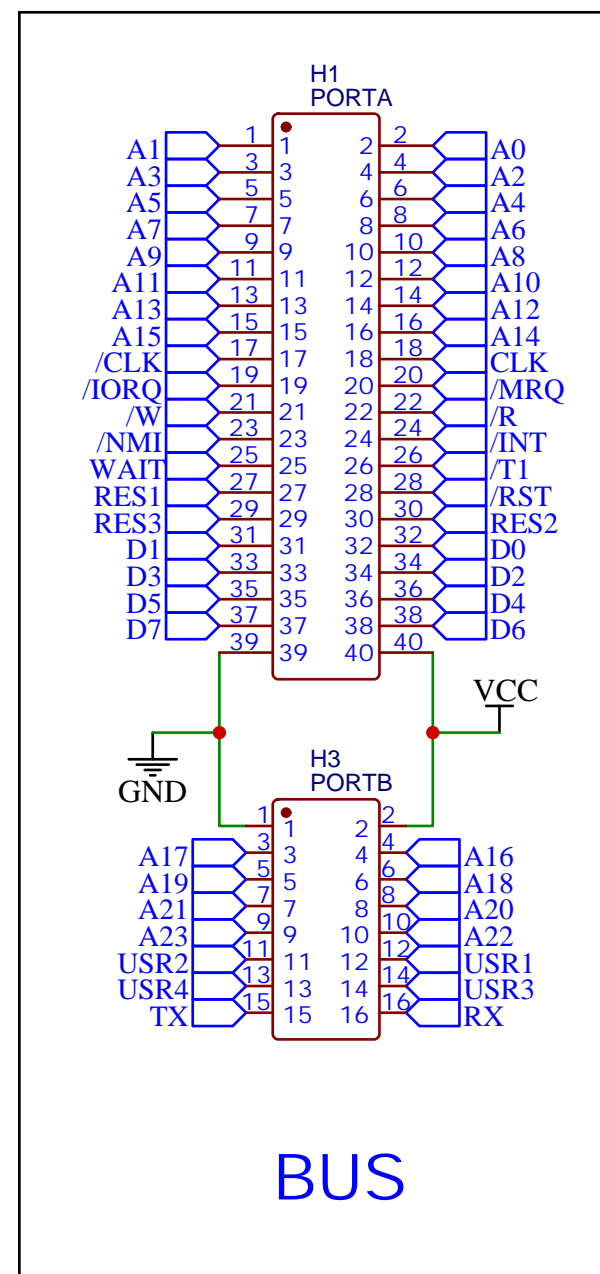 H1
PORTA
A1 1 1 2 2 A0
A3 3 3 4 4 A2
A5 5 5 6 6 A4
A7 7 7 8 8 A6
A9 9 9 10 10 A8
A11 11 11 12 12 A10
A13 13 13 14 14 A12
A15 15 15 16 16 A14
/CLK 17 17 18 18 CLK
/IORQ 19 19 20 20 /MRQ
/W 21 21 22 22 /R
/NMI 23 23 24 24 /INT
WAIT 25 25 26 26 /T1
RES1 27 27 28 28 /RST
RES3 29 29 30 30 RES2
D1 31 31 32 32 D0
D3 33 33 34 34 D2
D5 35 35 36 36 D4
D7 37 37 38 38 D6
39 39 40 40
VCC
GND
H3
PORTB
1 1 2 2
A17 3 3 4 4 A16
A19 5 5 6 6 A18
A21 7 7 8 8 A20
A23 9 9 10 10 A22
USR2 11 11 12 12 USR1
USR4 13 13 14 14 USR3
TX 15 15 16 16 RX
BUS